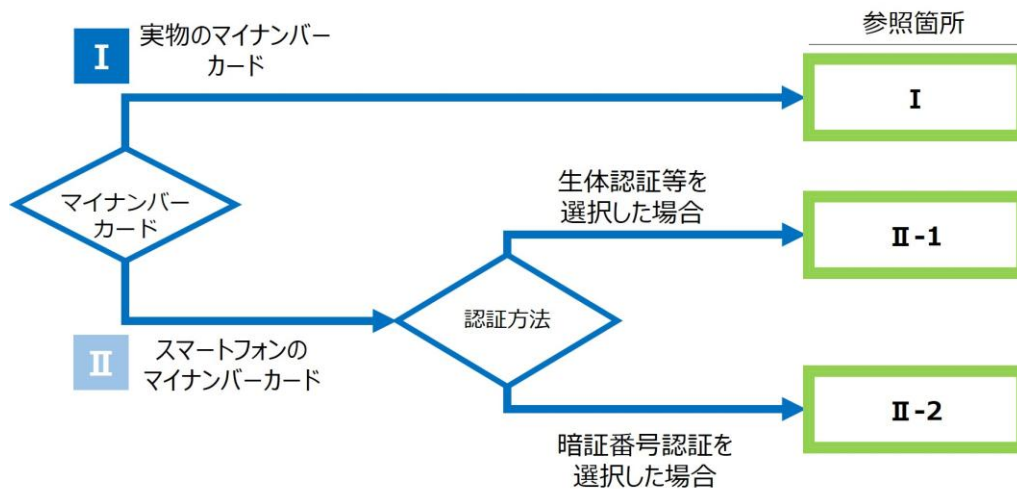 参照箇所
Ⅰ
実物のマイナンバー
カード
Ⅰ
マイナンバー
カード
生体認証等を
選択した場合
Ⅱ-1
認証方法
Ⅱ
スマートフォンの
マイナンバーカード
Ⅱ-2
暗証番号認証を
選択した場合